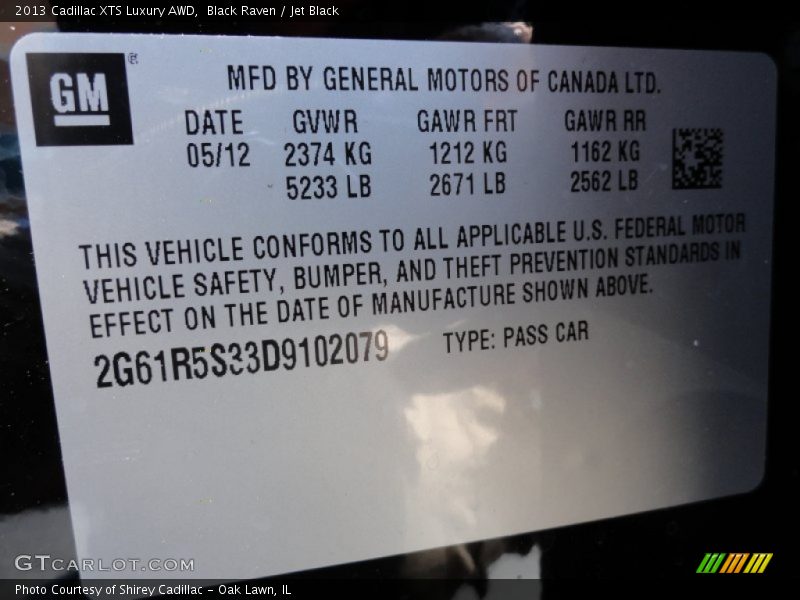 2013 Cadillac XTS Luxury AWD, Black Raven / Jet Black
GM ®
MFD BY GENERAL MOTORS OF CANADA LTD.
DATE GVWR GAWR FRT GAWR RR
05/12 2374 KG 1212 KG 1162 KG
5233 LB 2671 LB 2562 LB
THIS VEHICLE CONFORMS TO ALL APPLICABLE U.S. FEDERAL MOTOR
VEHICLE SAFETY, BUMPER, AND THEFT PREVENTION STANDARDS IN
EFFECT ON THE DATE OF MANUFACTURE SHOWN ABOVE.
2G61R5S33D9102079 TYPE: PASS CAR
GTCARLOT.COM
Photo Courtesy of Shirey Cadillac - Oak Lawn, IL